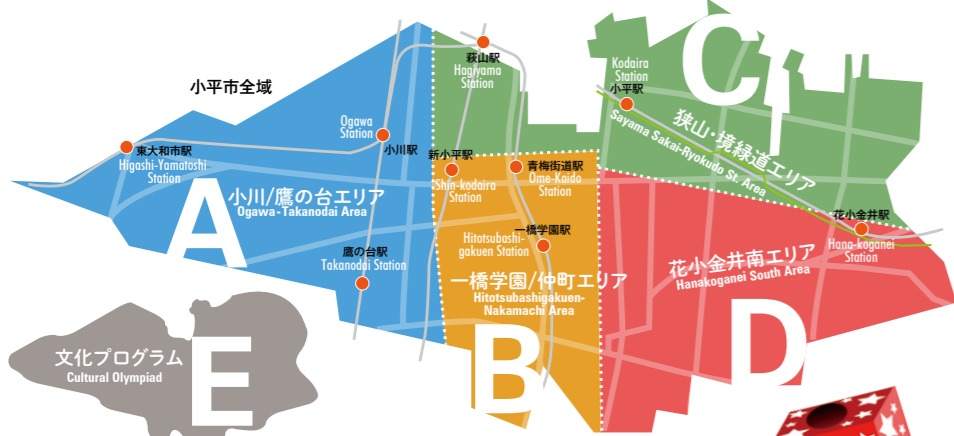 小平市全域
萩山駅
Hagiyama
Station
C
Kodaira
Station
小平駅
狭山・境緑道エリア
Sayama Sakai-Ryokudo St. Area
東大和市駅
Higashi-Yamatoshi
Station
Ogawa
Station
小川駅
新小平駅
Shin-kodaira
Station
青梅街道駅
Ome-Kaido
Station
A
小川/鷹の台エリア
Ogawa-Takanodai Area
鷹の台駅
Takanodai Station
一橋学園駅
Hitotsubashi-
gakuen Station
花小金井駅
Hana-koganei
Station
一橋学園/仲町エリア
Hitotsubashigakuen-
Nakamachi Area
B
花小金井南エリア
Hanakoganei South Area
D
文化プログラム
Cultural Olympiad
E